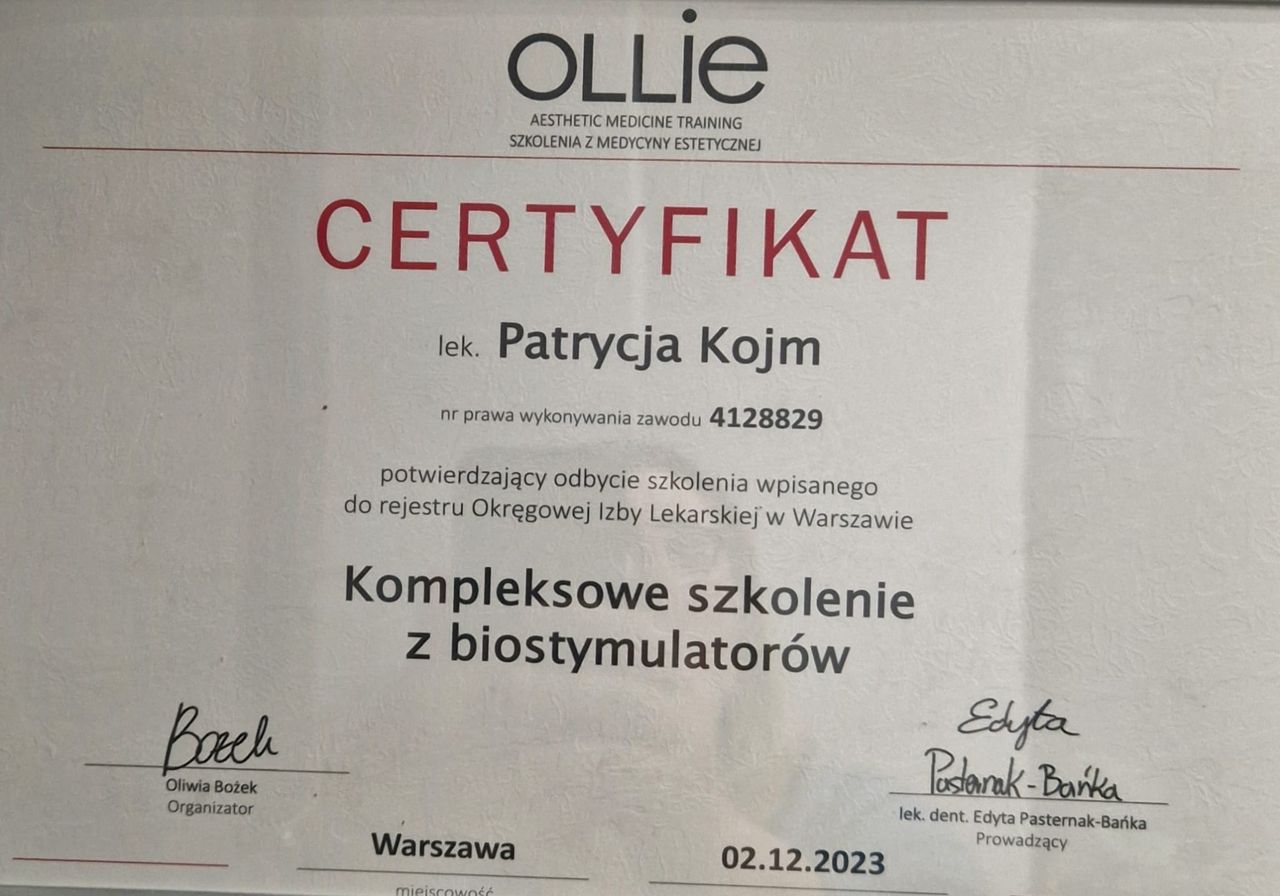 OLLie
AESTHETIC MEDICINE TRAINING
SZKOLENIA Z MEDYCYNY ESTETYCZNEJ
CERTYFIKAT
lek. Patrycja Kojm
nr prawa wykonywania zawodu 4128829
potwierdzający odbycie szkolenia wpisanego
do rejestru Okręgowej Izby Lekarskiej w Warszawie
Kompleksowe szkolenie
z biostymulatorów
Bożek
Oliwia Bożek
Organizator
Edyta
Pasternak-Bańka
lek. dent. Edyta Pasternak-Bańka
Prowadzący
Warszawa
miejscowość
02.12.2023